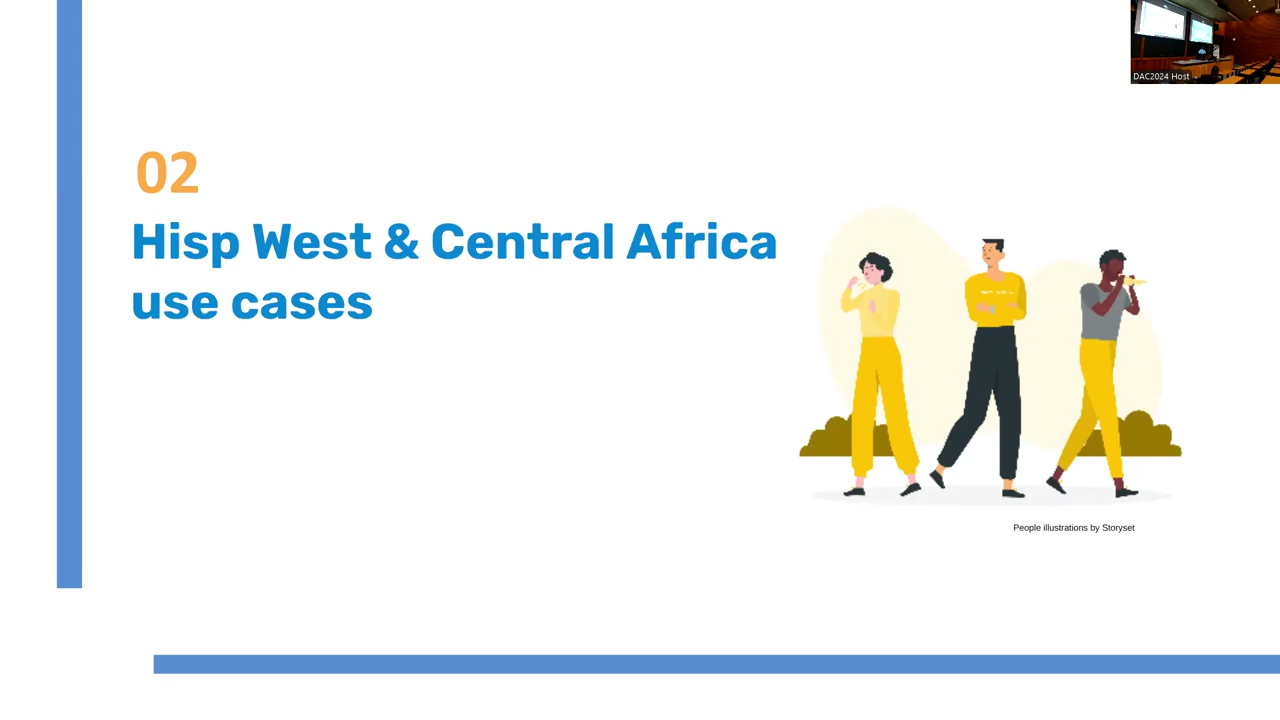 DAC2024 Host
02
Hisp West & Central Africa
use cases
People illustrations by Storyset